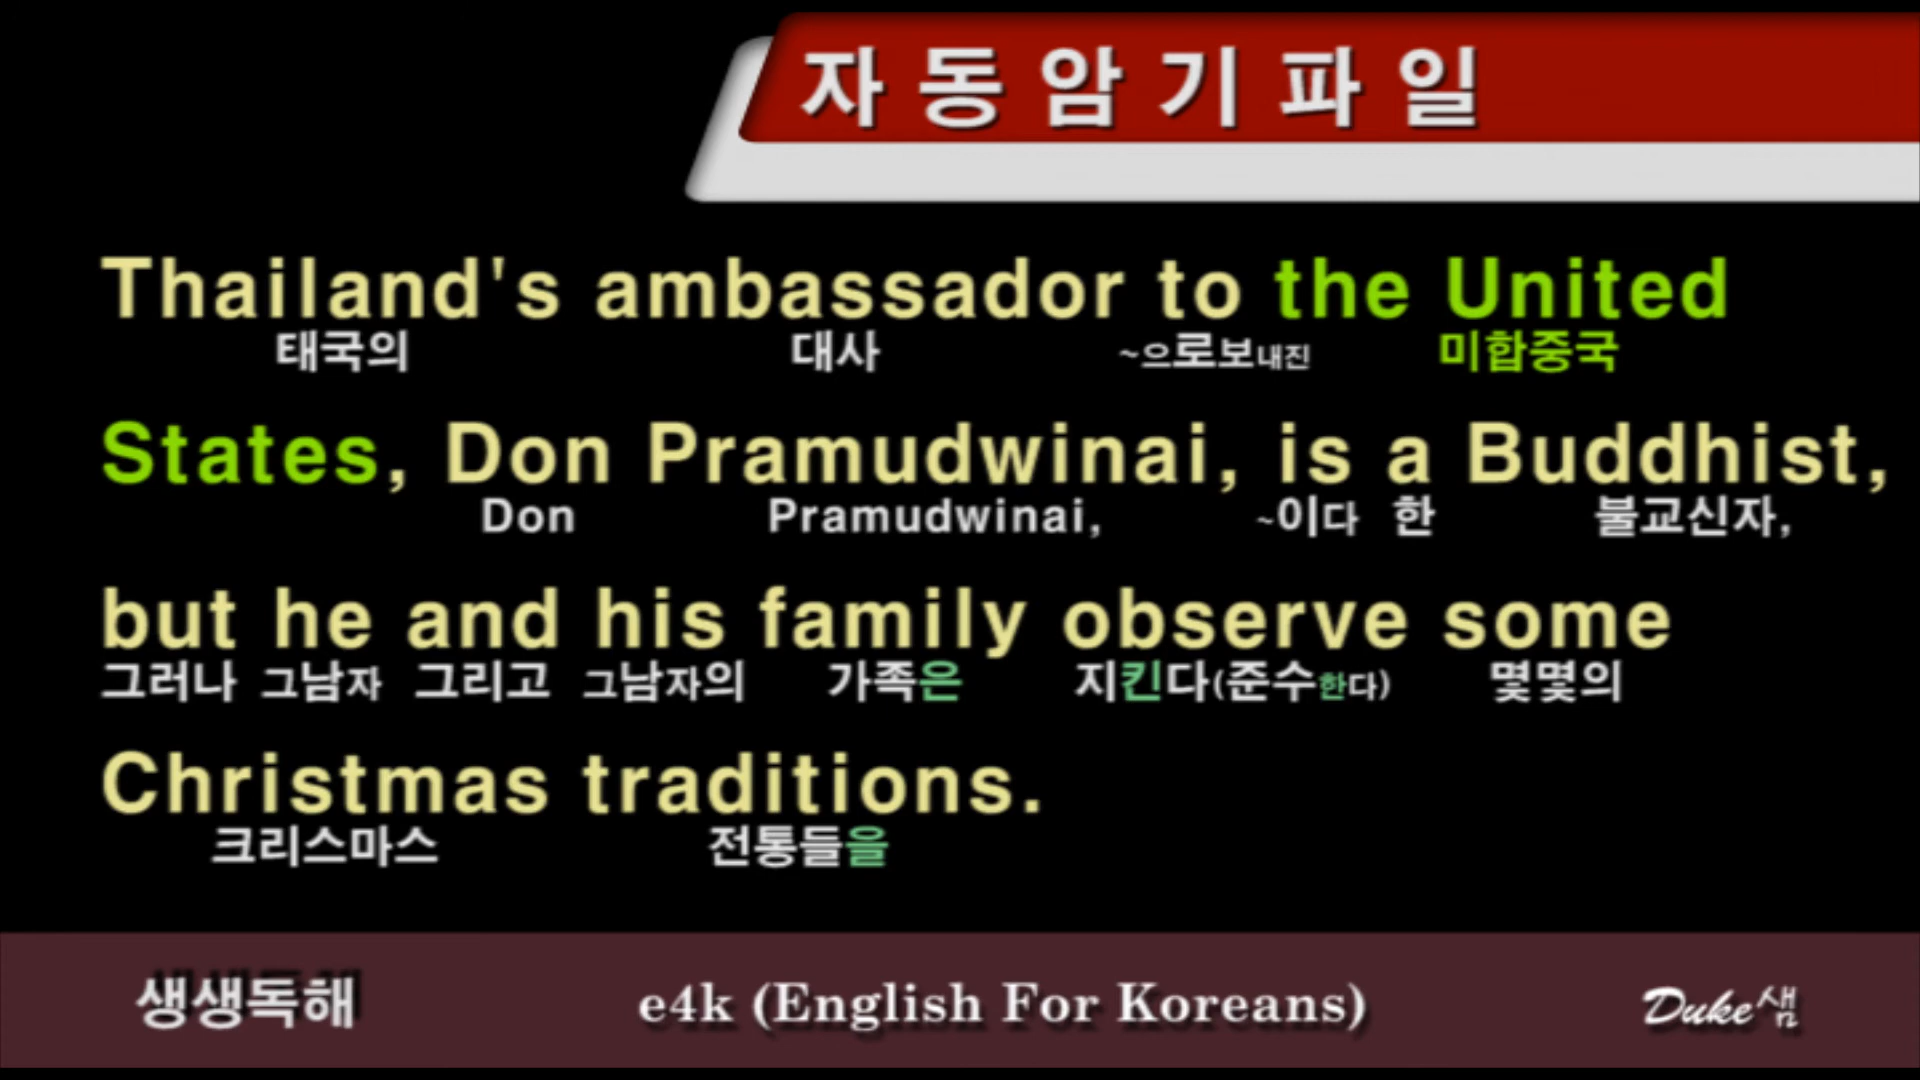 자동암기파일
Thailand's ambassador to the United
태국의 대사 ~으로보내진 미합중국
States, Don Pramudwinai, is a Buddhist,
Don Pramudwinai, ~이다 한 불교신자,
but he and his family observe some
그러나 그남자 그리고 그남자의 가족은 지킨다(준수한다) 몇몇의
Christmas traditions.
크리스마스 전통들을
생생독해 e4k (English For Koreans) Duke샘